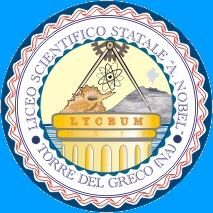 LICEO SCIENTIFICO STATALE "A. NOBEL"
LYCEUM
TORRE DEL GRECO (NA)